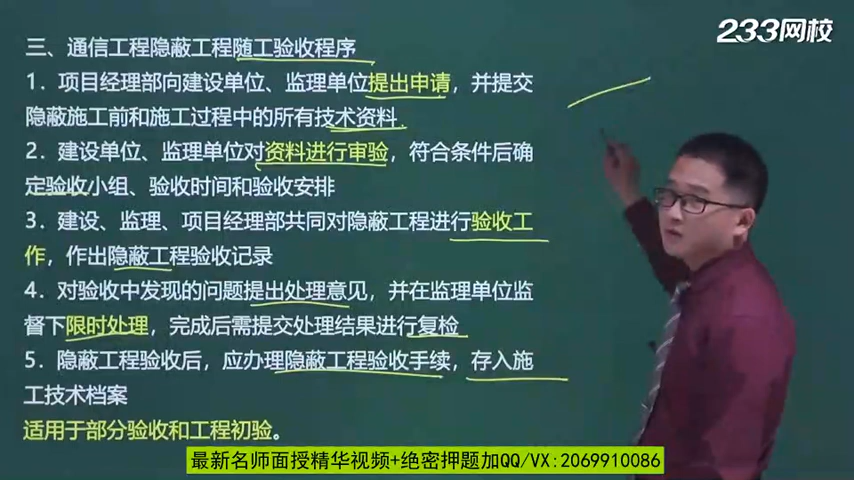 233网校
三、通信工程隐蔽工程随工验收程序
1．项目经理部向建设单位、监理单位提出申请，并提交
隐蔽施工前和施工过程中的所有技术资料．
2．建设单位、监理单位对资料进行审验，符合条件后确
定验收小组、验收时间和验收安排
3．建设、监理、项目经理部共同对隐蔽工程进行验收工
作，作出隐蔽工程验收记录
4．对验收中发现的问题提出处理意见，并在监理单位监
督下限时处理，完成后需提交处理结果进行复检
5．隐蔽工程验收后，应办理隐蔽工程验收手续，存入施
工技术档案
适用于部分验收和工程初验。
最新名师面授精华视频+绝密押题加QQ/VX:2069910086